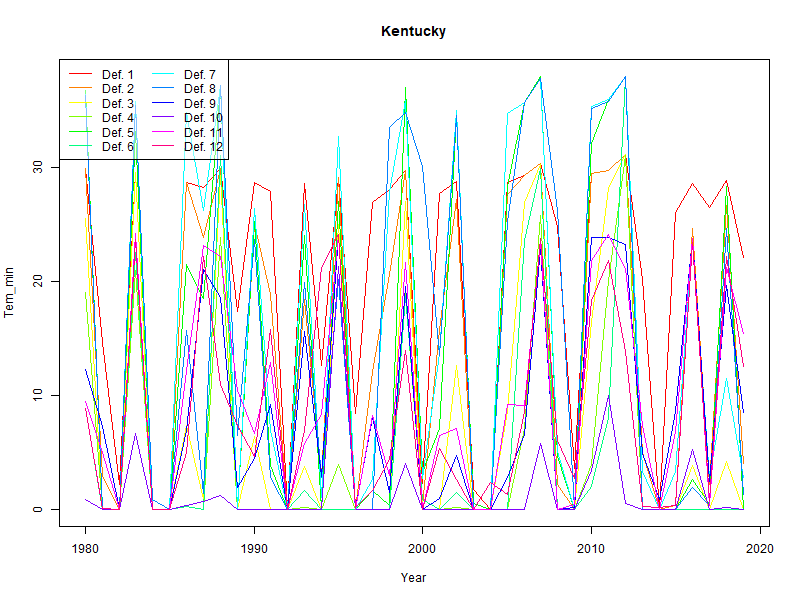 Kentucky
Def. 1 Def. 7
Def. 2 Def. 8
Def. 3 Def. 9
Def. 4 Def. 10
Def. 5 Def. 11
Def. 6 Def. 12
Tem_min
30
20
10
0
1980 1990 2000 2010 2020
Year